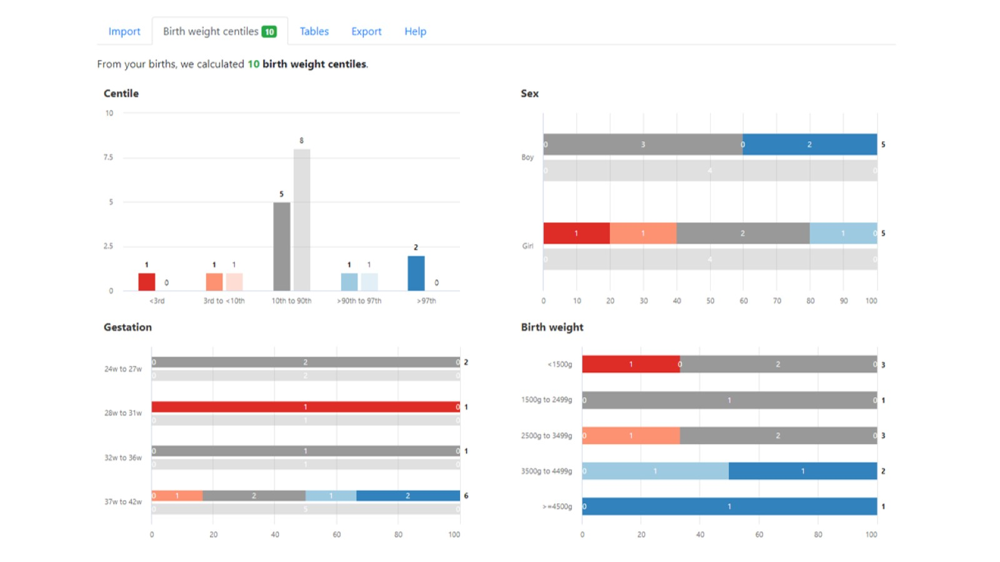 Import
Birth weight centiles 10
Tables
Export
Help
From your births, we calculated 10 birth weight centiles.
Centile
10
7.5
5
2.5
0
1
0
1
1
5
8
1
1
2
0
<3rd
3rd to <10th
10th to 90th
>90th to 97th
>97th
Sex
Boy
0 3 0 2 5
0 4 0
Girl
1 1 2 1 0 5
0 4 0
0 10 20 30 40 50 60 70 80 90 100
Gestation
24w to 27w
0 2 0 2
0 2 0
28w to 31w
1 0 1
0 1 0
32w to 36w
0 1 0 1
0 1 0
37w to 42w
0 1 2 1 2 6
0 5 0
0 20 40 60 80 100
Birth weight
<1500g 1 0 2 0 3
1500g to 2499g 0 1 0 1
2500g to 3499g 0 1 2 0 3
3500g to 4499g 0 1 1 2
>=4500g 0 1 1
0 20 40 60 80 100